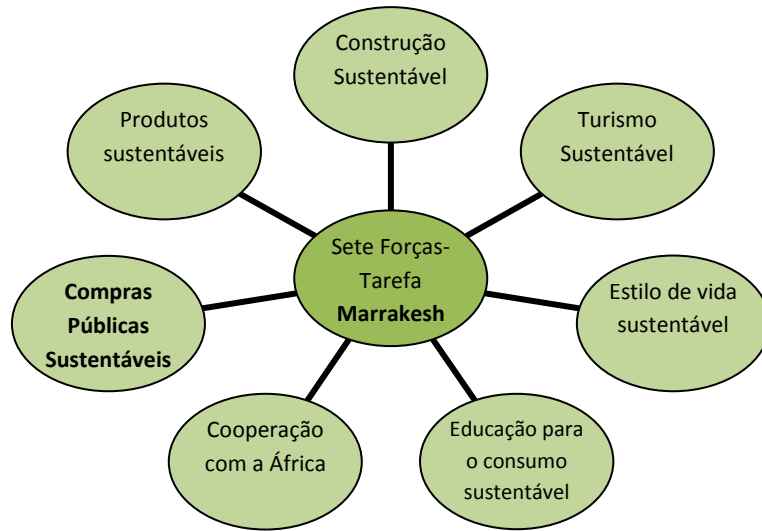 Construção
Sustentável
Produtos
sustentáveis
Turismo
Sustentável
Sete Forças-
Tarefa
Marrakesh
Compras
Públicas
Sustentáveis
Estilo de vida
sustentável
Cooperação
com a África
Educação para
o consumo
sustentável